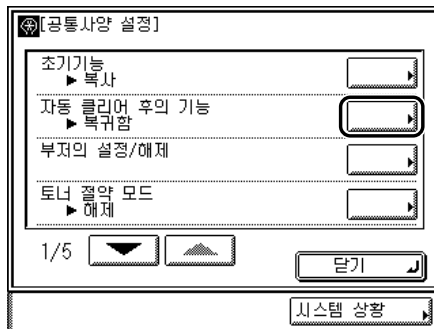 [공통사양 설정]
초기기능
▶ 복사
자동 클리어 후의 기능
▶ 복귀함
부저의 설정/해제
토너 절약 모드
▶ 해제
1/5
닫기
시스템 상황